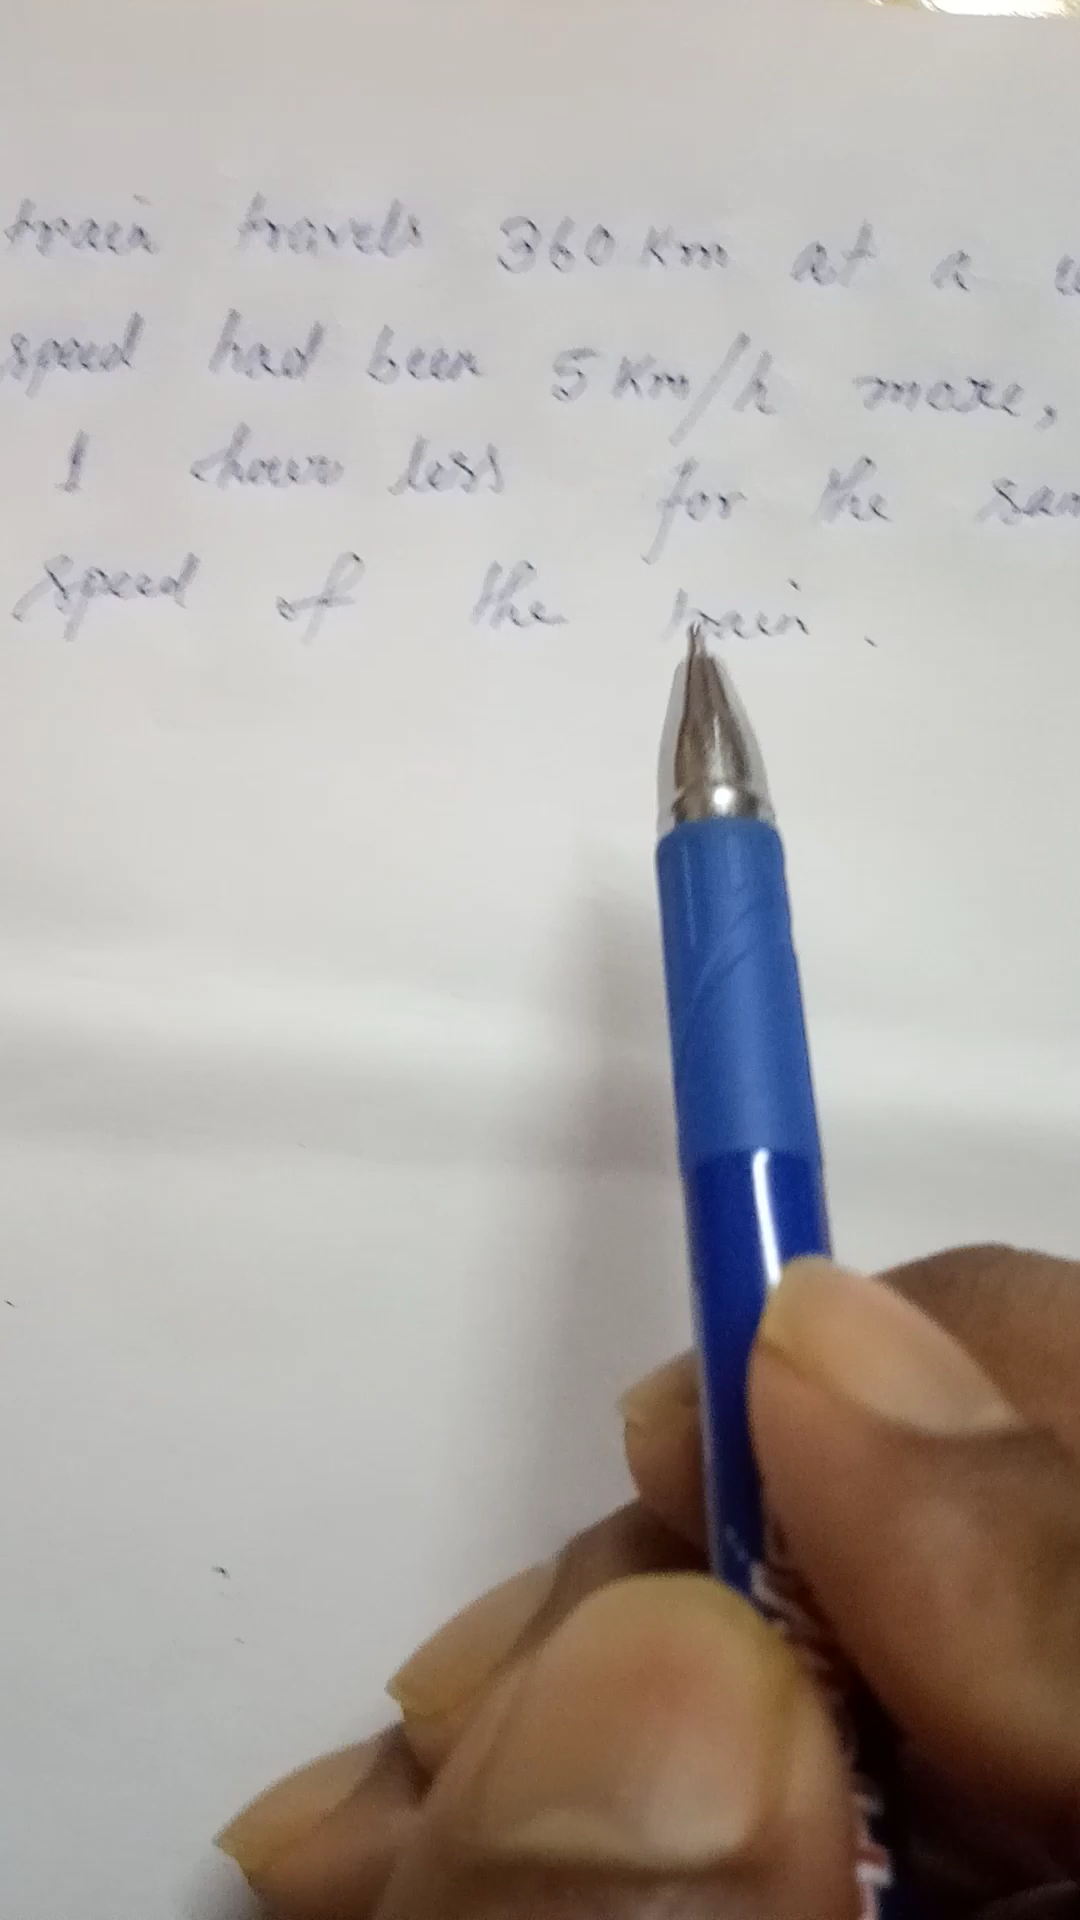 train travels 360 Km at a
speed had been 5 Km/h more,
1 hour less for the
speed of the train.